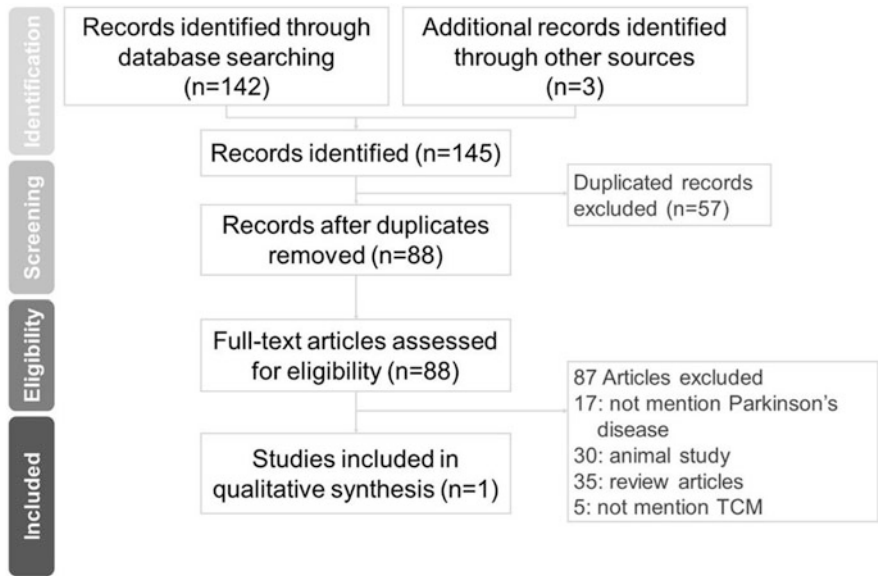 Identification
Records identified through
database searching
(n=142)
Additional records identified
through other sources
(n=3)
Records identified (n=145)
Screening
Duplicated records
excluded (n=57)
Records after duplicates
removed (n=88)
Eligibility
Full-text articles assessed
for eligibility (n=88)
87 Articles excluded
17: not mention Parkinson's
disease
30: animal study
35: review articles
5: not mention TCM
Included
Studies included in
qualitative synthesis (n=1)